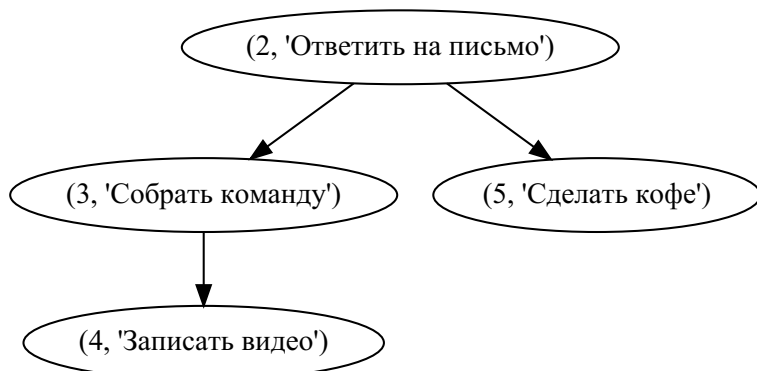 (2, 'Ответить на письмо')
(3, 'Собрать команду')
(5, 'Сделать кофе')
(4, 'Записать видео')